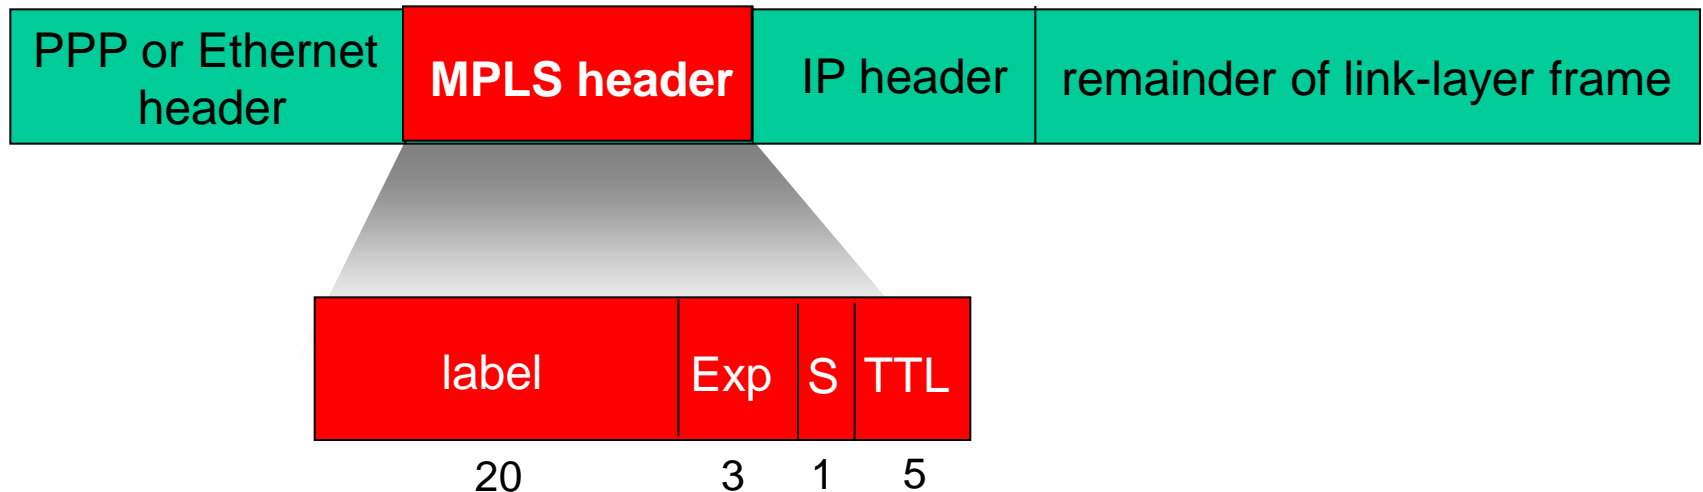 PPP or Ethernet
header
MPLS header
IP header
remainder of link-layer frame
label
Exp
S
TTL
20
3
1
5